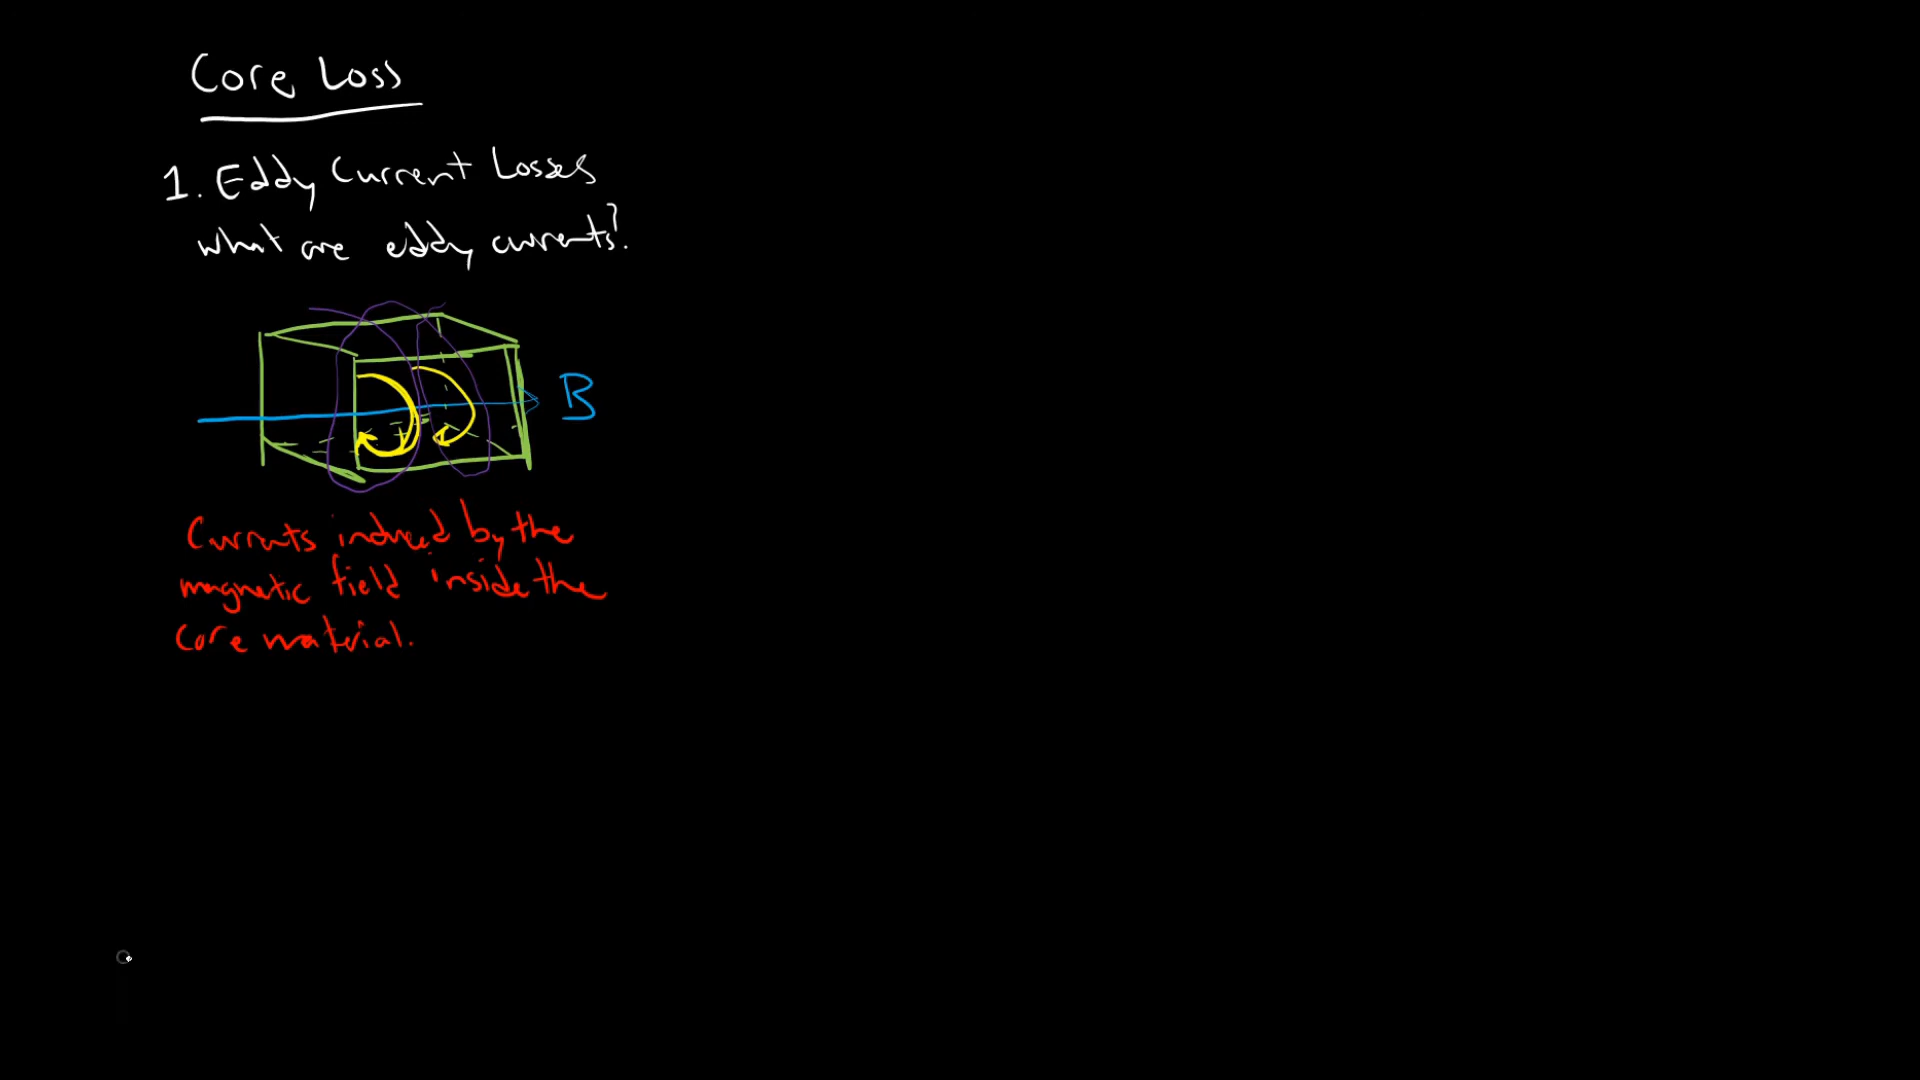 Core Loss
1. Eddy Current Losses
what are eddy currents?
B
Currents induced by the
magnetic field inside the
core material.